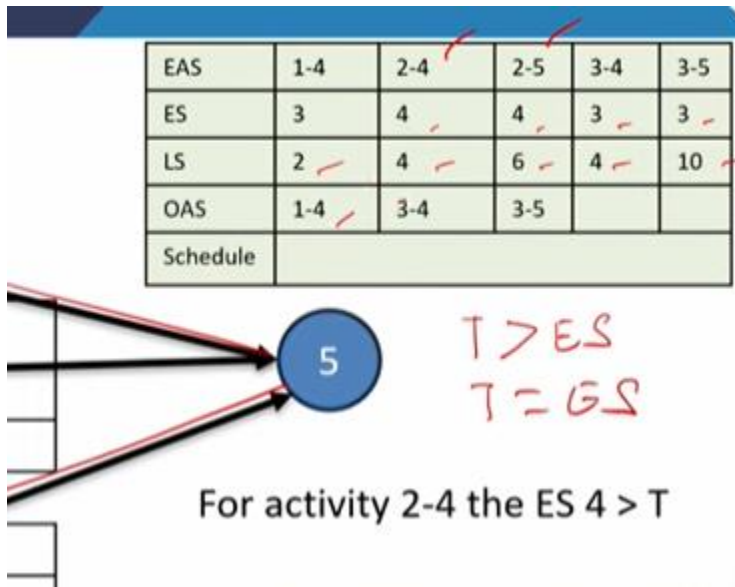 EAS 1-4 2-4 2-5 3-4 3-5
ES 3 4 4 3 3
LS 2 4 6 4 10
OAS 1-4 3-4 3-5
Schedule
5
T > ES
T = ES
For activity 2-4 the ES 4 > T